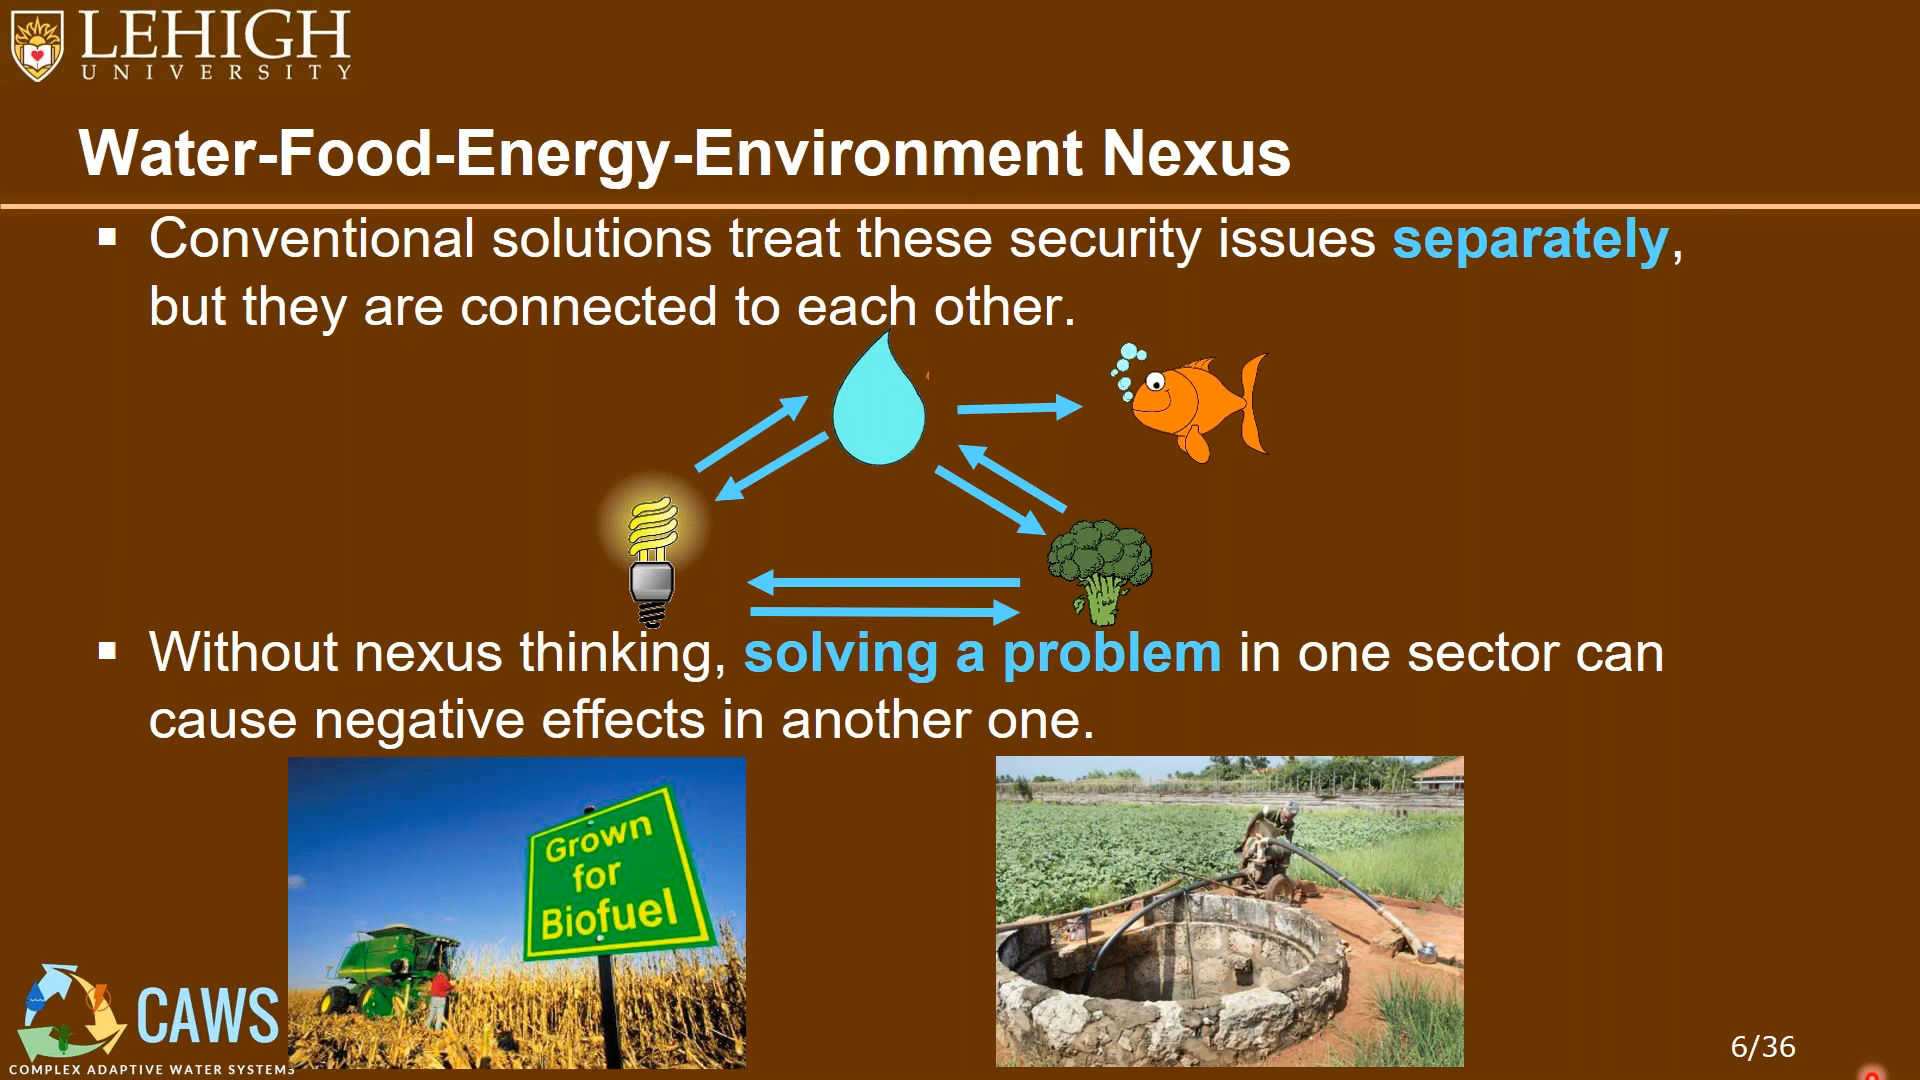 LEHIGH
UNIVERSITY
Water-Food-Energy-Environment Nexus
Conventional solutions treat these security issues separately,
but they are connected to each other.
Without nexus thinking, solving a problem in one sector can
cause negative effects in another one.
Grown
for
Biofuel
CAWS
COMPLEX ADAPTIVE WATER SYSTEMS
6/36